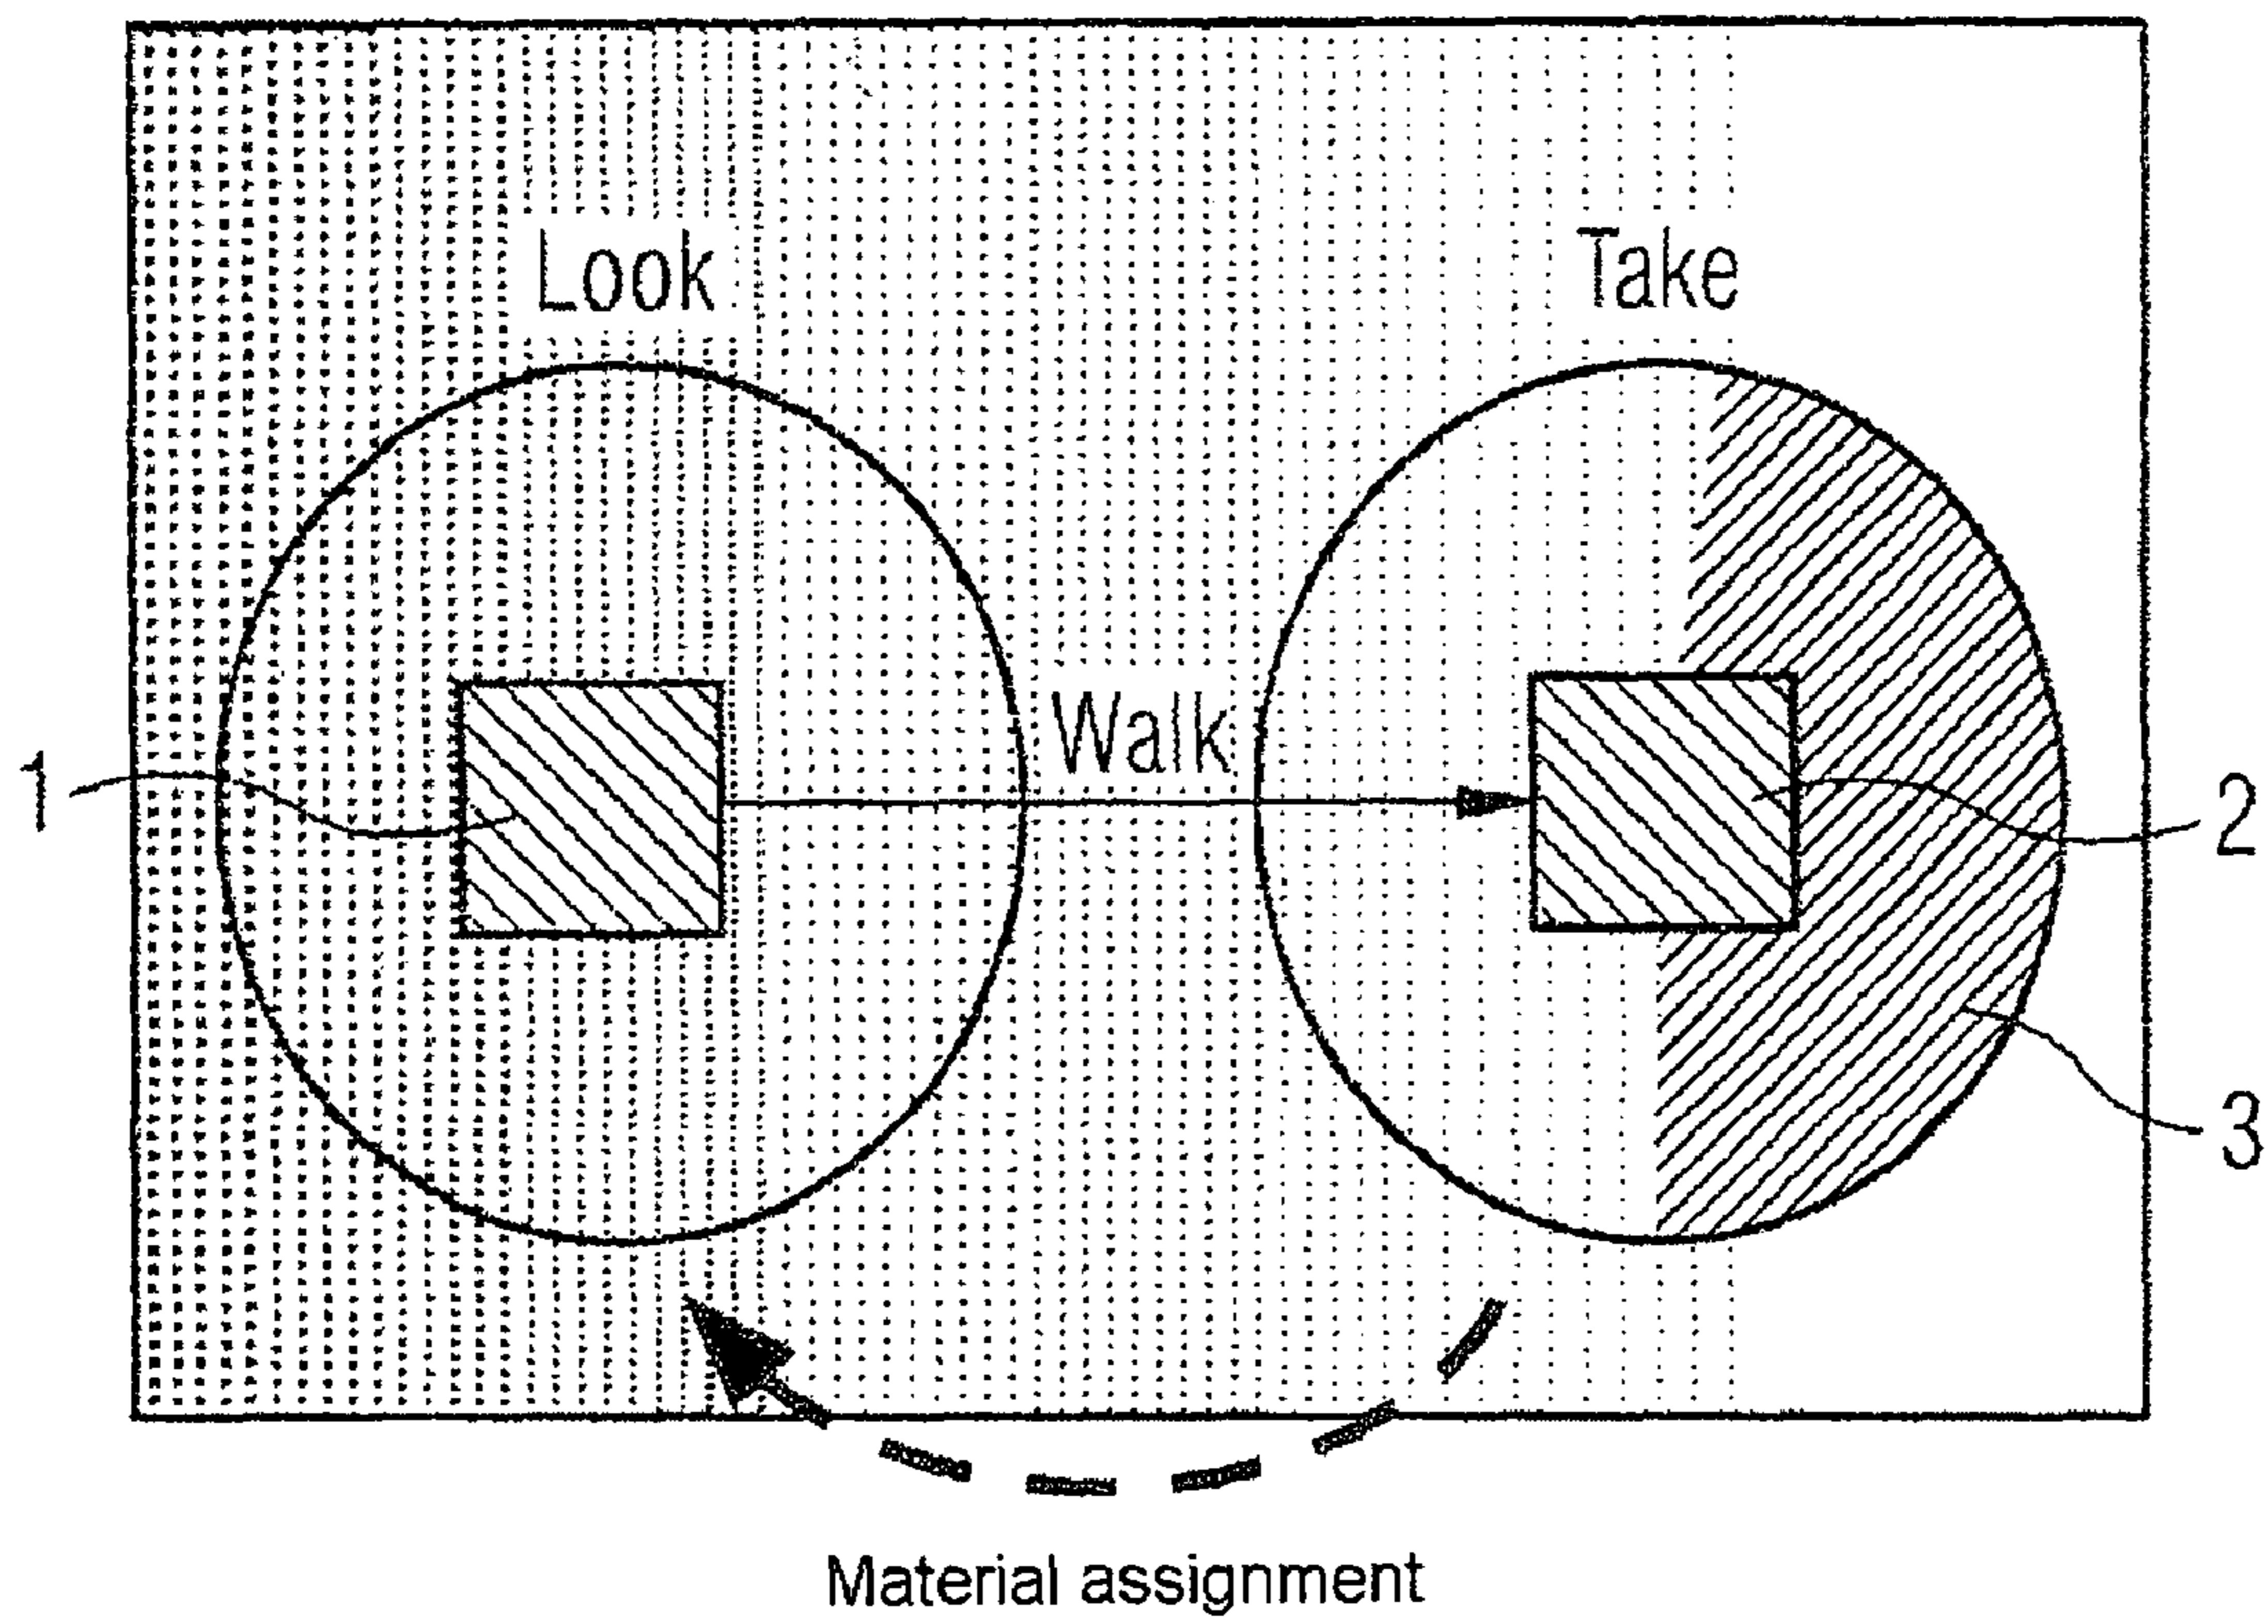 Look
Take
Walk
1
2
3
Material assignment